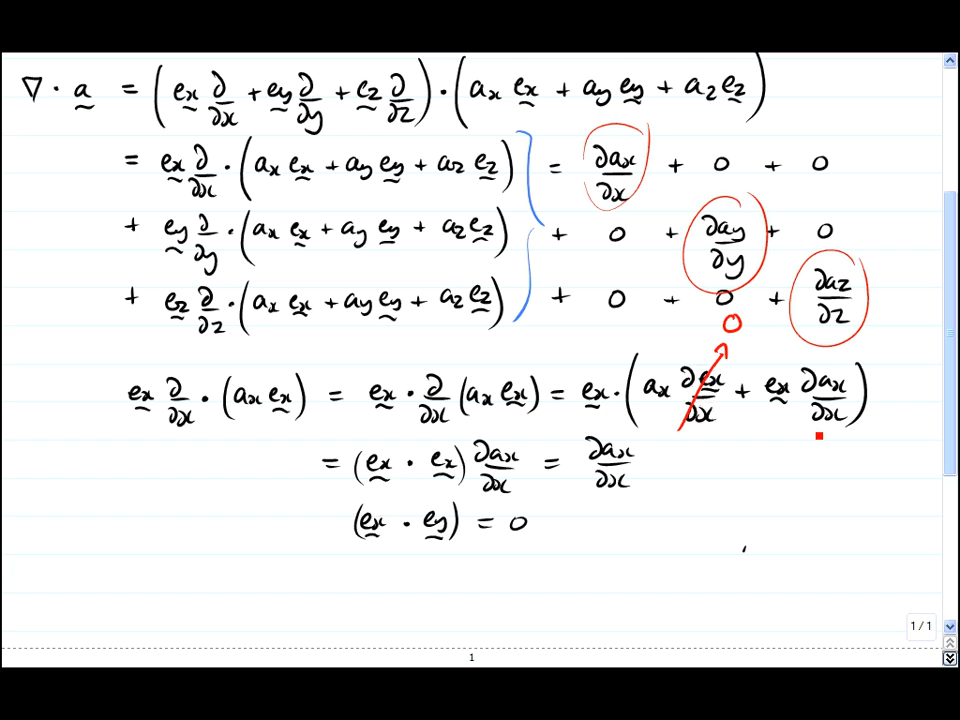 ∇ · a = (ex ∂/∂x + ey ∂/∂y + ez ∂/∂z) · (ax ex + ay ey + az ez)
= ex ∂/∂x · (ax ex + ay ey + az ez) = ∂ax/∂x + 0 + 0
+ ey ∂/∂y · (ax ex + ay ey + az ez) + 0 + ∂ay/∂y + 0
+ ez ∂/∂z · (ax ex + ay ey + az ez) + 0 + 0 + ∂az/∂z
0
ex ∂/∂x · (ax ex) = ex · ∂/∂x (ax ex) = ex · (ax ∂ex/∂x + ex ∂ax/∂x)
= (ex · ex) ∂ax/∂x = ∂ax/∂x
(ex · ey) = 0
1 / 1
1